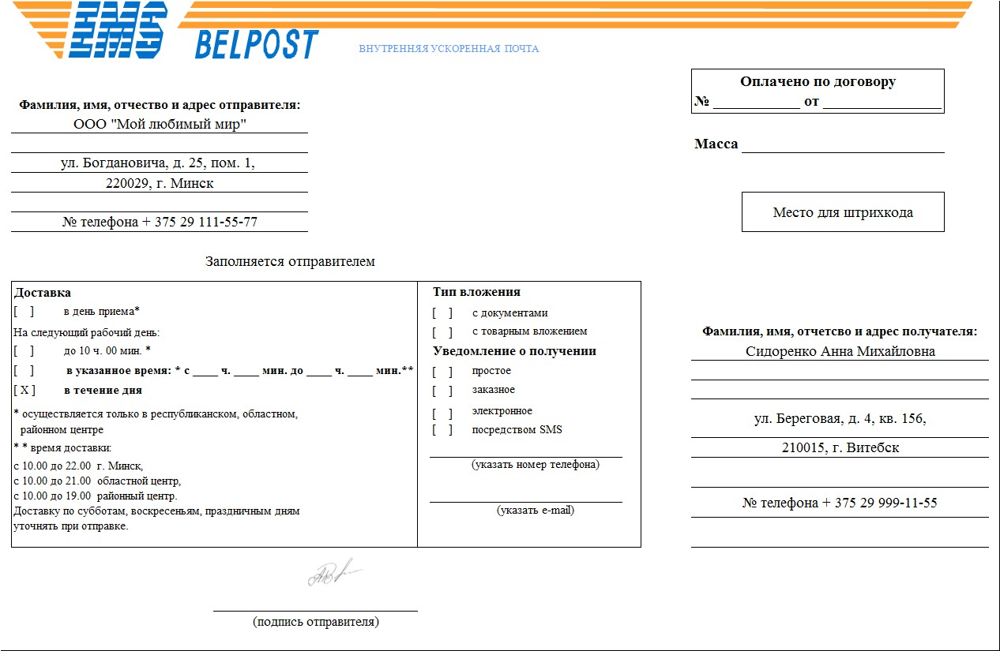 EMS
BELPOST
ВНУТРЕННЯЯ УСКОРЕННАЯ ПОЧТА
Оплачено по договору
№ ____________ от ________________
Масса
Место для штрихкода
Фамилия, имя, отчество и адрес отправителя:
ООО "Мой любимый мир"
ул. Богдановича, д. 25, пом. 1,
220029, г. Минск
№ телефона + 375 29 111-55-77
Заполняется отправителем
Доставка
[ ] в день приема*
На следующий рабочий день:
[ ] до 10 ч. 00 мин. *
[ ] в указанное время: * с ____ ч. ____ мин. до ____ ч. ____ мин.**
[ X ] в течение дня
* осуществляется только в республиканском, областном,
районном центре
* * время доставки:
с 10.00 до 22.00 г. Минск,
с 10.00 до 21.00 областной центр,
с 10.00 до 19.00 районный центр.
Доставку по субботам, воскресеньям, праздничным дням
уточнять при отправке.
Тип вложения
[ ] с документами
[ ] с товарным вложением
Уведомление о получении
[ ] простое
[ ] заказное
[ ] электронное
[ ] посредством SMS
(указать номер телефона)
(указать e-mail)
Фамилия, имя, отчетсво и адрес получателя:
Сидоренко Анна Михайловна
ул. Береговая, д. 4, кв. 156,
210015, г. Витебск
№ телефона + 375 29 999-11-55
(подпись отправителя)